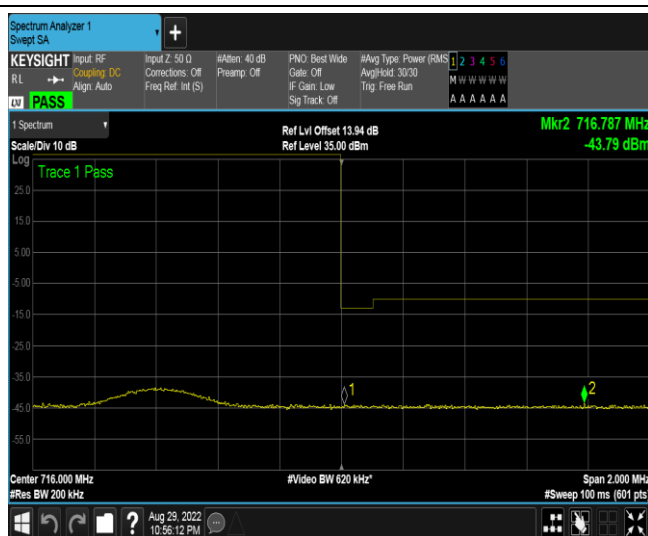 Spectrum Analyzer 1
Swept SA
+
KEYSIGHT
RL
PASS
Input: RF
Coupling: DC
Align: Auto
Input Z: 50 Ω
Corrections: Off
Freq Ref: Int (S)
#Atten: 40 dB
Preamp: Off
PNO: Best Wide
Gate: Off
IF Gain: Low
Sig Track: Off
#Avg Type: Power (RMS
Avg|Hold: 30/30
Trig: Free Run
1 2 3 4 5 6
M W W W W W
A A A A A A
1 Spectrum
Scale/Div 10 dB
Ref Lvl Offset 13.94 dB
Ref Level 35.00 dBm
Mkr2 716.787 MHz
-43.79 dBm
Log
Trace 1 Pass
25.0
15.0
5.00
-5.00
-15.0
-25.0
-35.0
-45.0
-55.0
1
2
Center 716.000 MHz
#Res BW 200 kHz
#Video BW 620 kHz*
Span 2.000 MHz
#Sweep 100 ms (601 pts)
?
Aug 29, 2022
10:56:12 PM